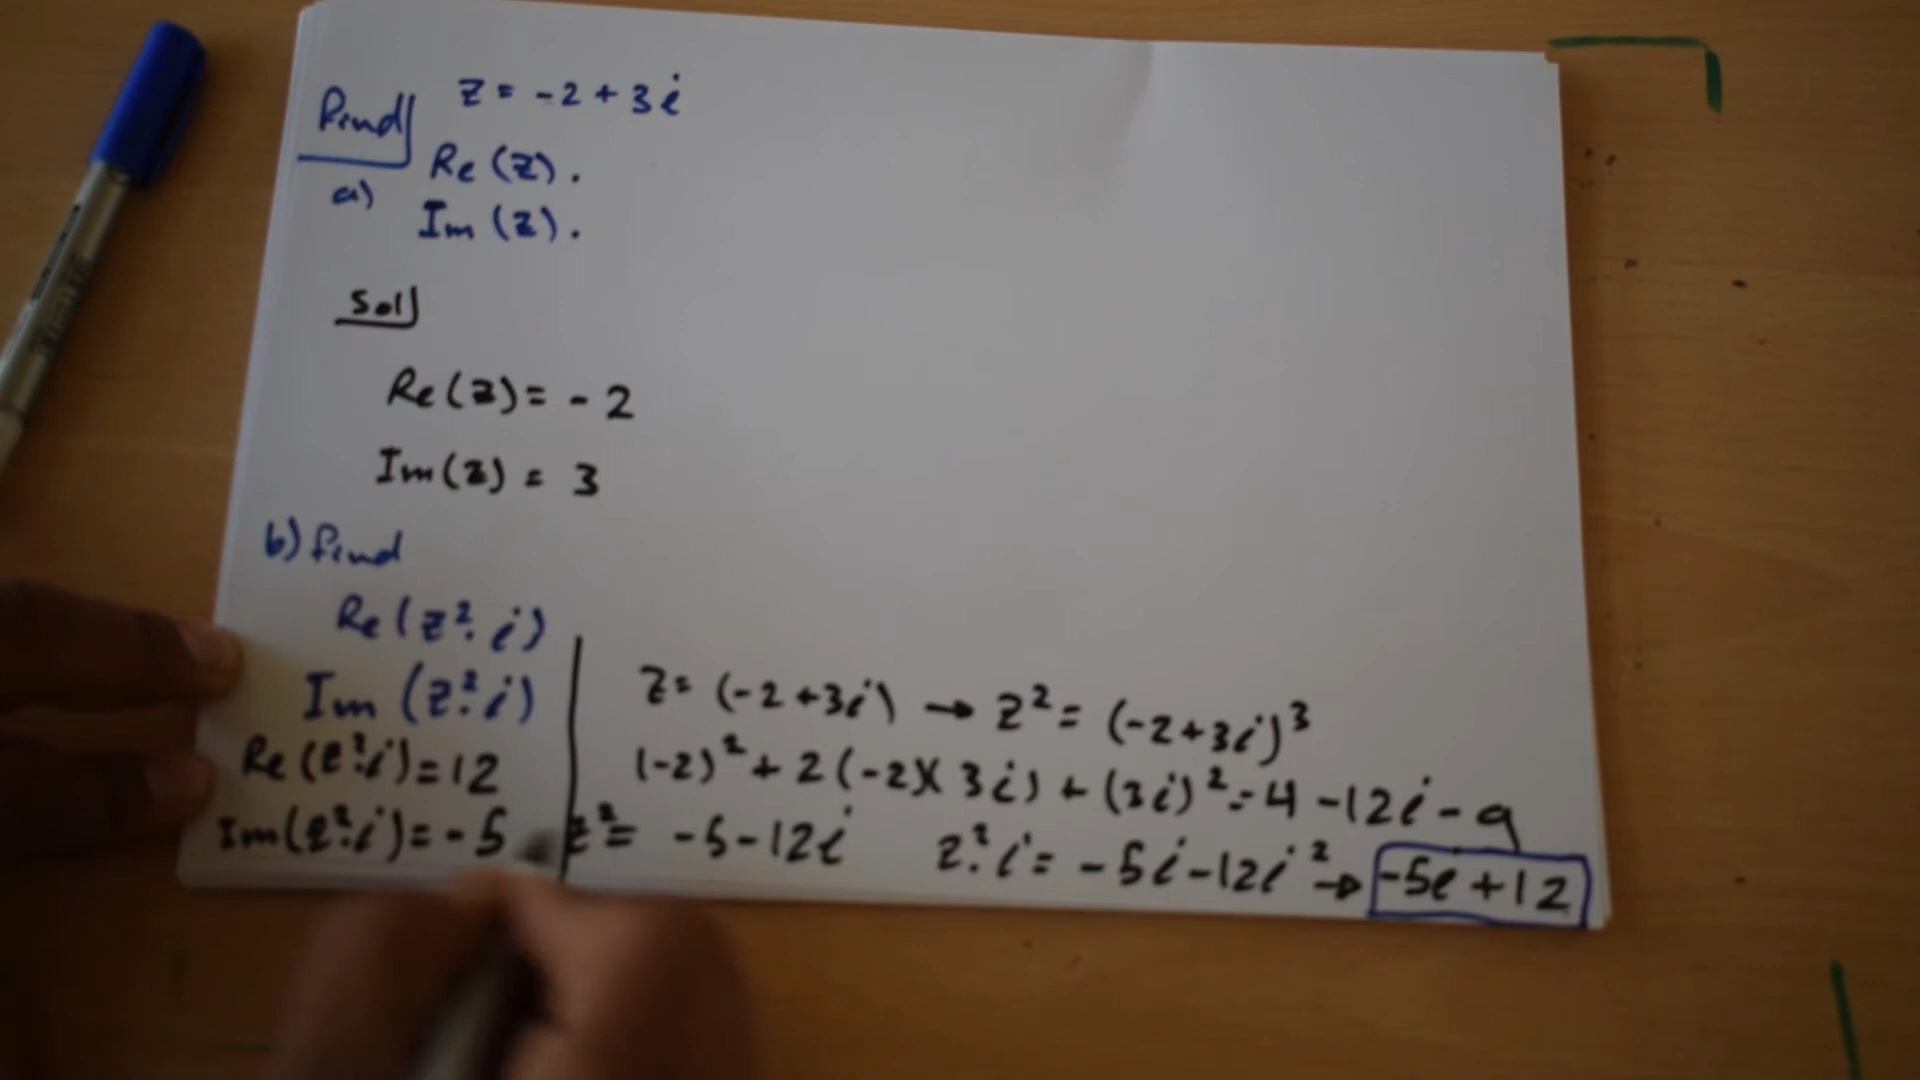 Find z = -2 + 3i
a) Re (z).
Im (z).
Sol
Re(z) = - 2
Im(z) = 3
b) find
Re(z². i)
Im (z². i)
Re(z².i) = 12
Im(z².i) = - 5
z = (-2+3i) → z² = (-2+3i)³
(-2)² + 2(-2)(3i) + (3i)² = 4 - 12i - 9
z² = -5-12i z².i = -5i-12i² → -5i+12